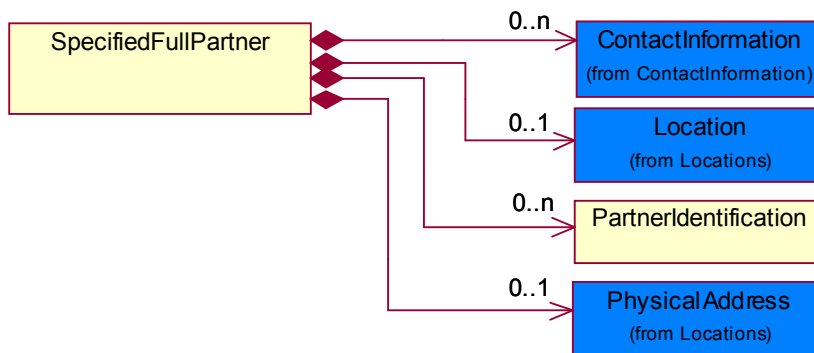 SpecifiedFullPartner
0..n
ContactInformation
(from ContactInformation)
0..1
Location
(from Locations)
0..n
PartnerIdentification
0..1
PhysicalAddress
(from Locations)